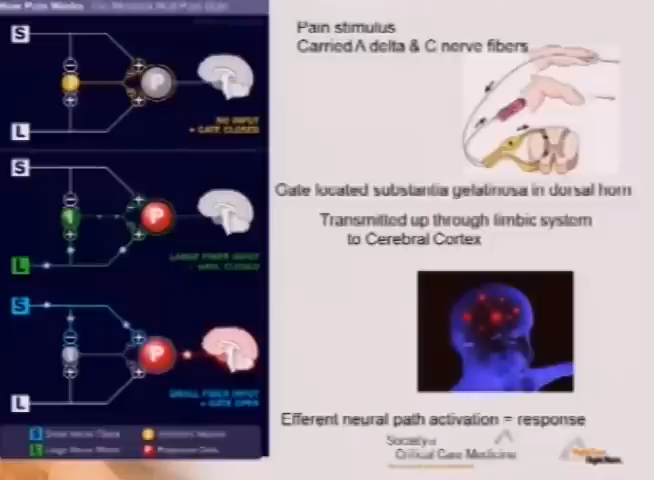 S
L
NO INPUT
= GATE CLOSED
S
P
L
LARGE FIBER INPUT
= GATE CLOSED
S
P
L
SMALL FIBER INPUT
= GATE OPEN
S
L
P
Pain stimulus
Carried A delta & C nerve fibers
Gate located substantia gelatinosa in dorsal horn
Transmitted up through limbic system
to Cerebral Cortex
Efferent neural path activation = response
Society of
Critical Care Medicine